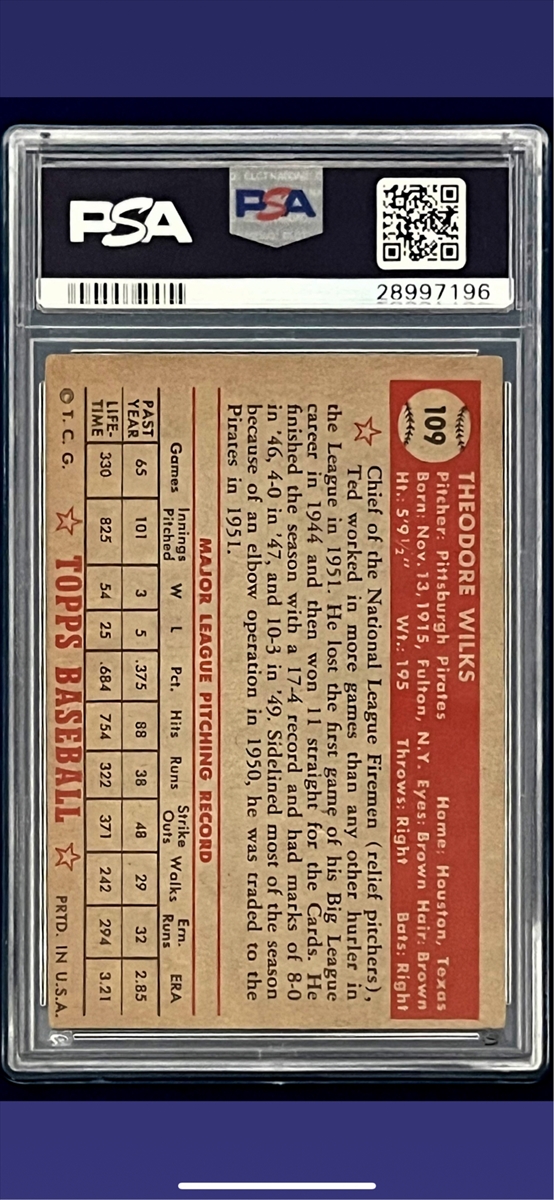 PSA
PSA
28997196
109
THEODORE WILKS
Pitcher: Pittsburgh Pirates Home: Houston, Texas
Born: Nov. 13, 1915, Fulton, N.Y. Eyes: Brown Hair: Brown
Ht.: 5'9½" Wt.: 195 Throws: Right Bats: Right
Chief of the National League Firemen (relief pitchers),
Ted worked in more games than any other hurler in
the League in 1951. He lost the first game of his Big League
career in 1944 and then won 11 straight for the Cards. He
finished the season with a 17-4 record and had marks of 8-0
in '46, 4-0 in '47, and 10-3 in '49. Sidelined most of the season
because of an elbow operation in 1950, he was traded to the
Pirates in 1951.
MAJOR LEAGUE PITCHING RECORD
Games Innings Pitched W L Pct. Hits Runs Strike Outs Walks Ern. Runs ERA
PAST YEAR 65 101 3 5 .375 88 38 48 29 32 2.85
LIFE-TIME 330 825 54 25 .684 754 322 371 242 294 3.21
© T. C. G. ☆ TOPPS BASEBALL ☆ PRTD. IN U.S.A.